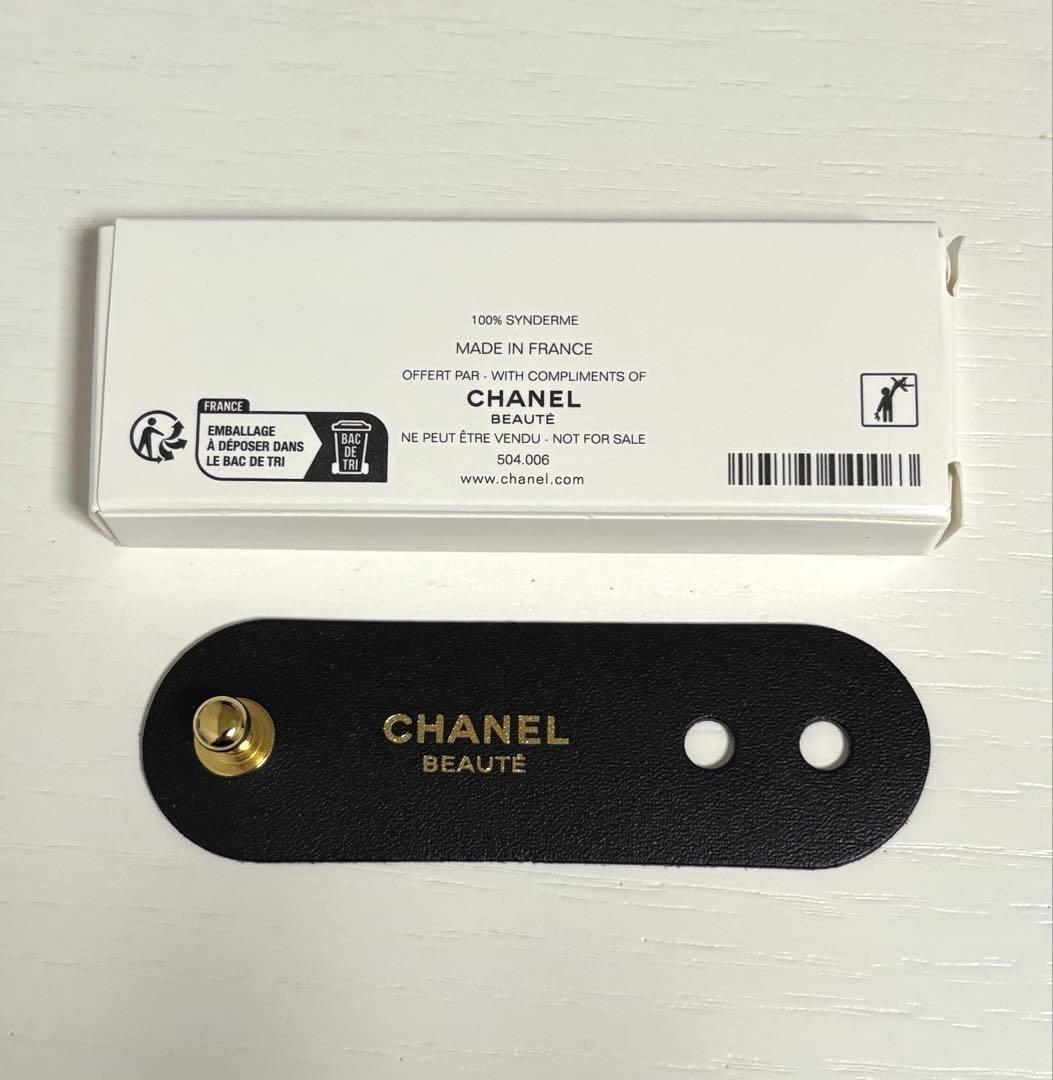 100% SYNDERME
MADE IN FRANCE
OFFERT PAR - WITH COMPLIMENTS OF
CHANEL
BEAUTÉ
NE PEUT ÊTRE VENDU - NOT FOR SALE
504.006
www.chanel.com
FRANCE
EMBALLAGE
À DÉPOSER DANS
LE BAC DE TRI
BAC
DE
TRI
CHANEL
BEAUTÉ